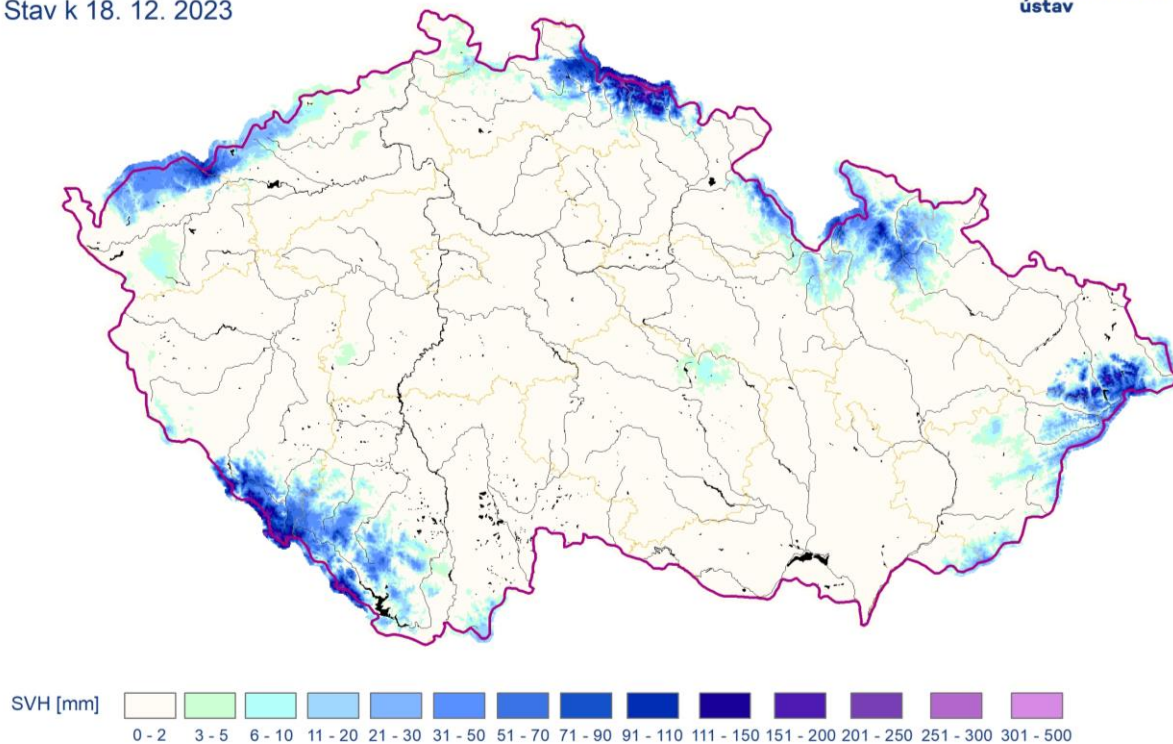 Stav k 18. 12. 2023
ústav
SVH [mm]
0 - 2 3 - 5 6 - 10 11 - 20 21 - 30 31 - 50 51 - 70 71 - 90 91 - 110 111 - 150 151 - 200 201 - 250 251 - 300 301 - 500